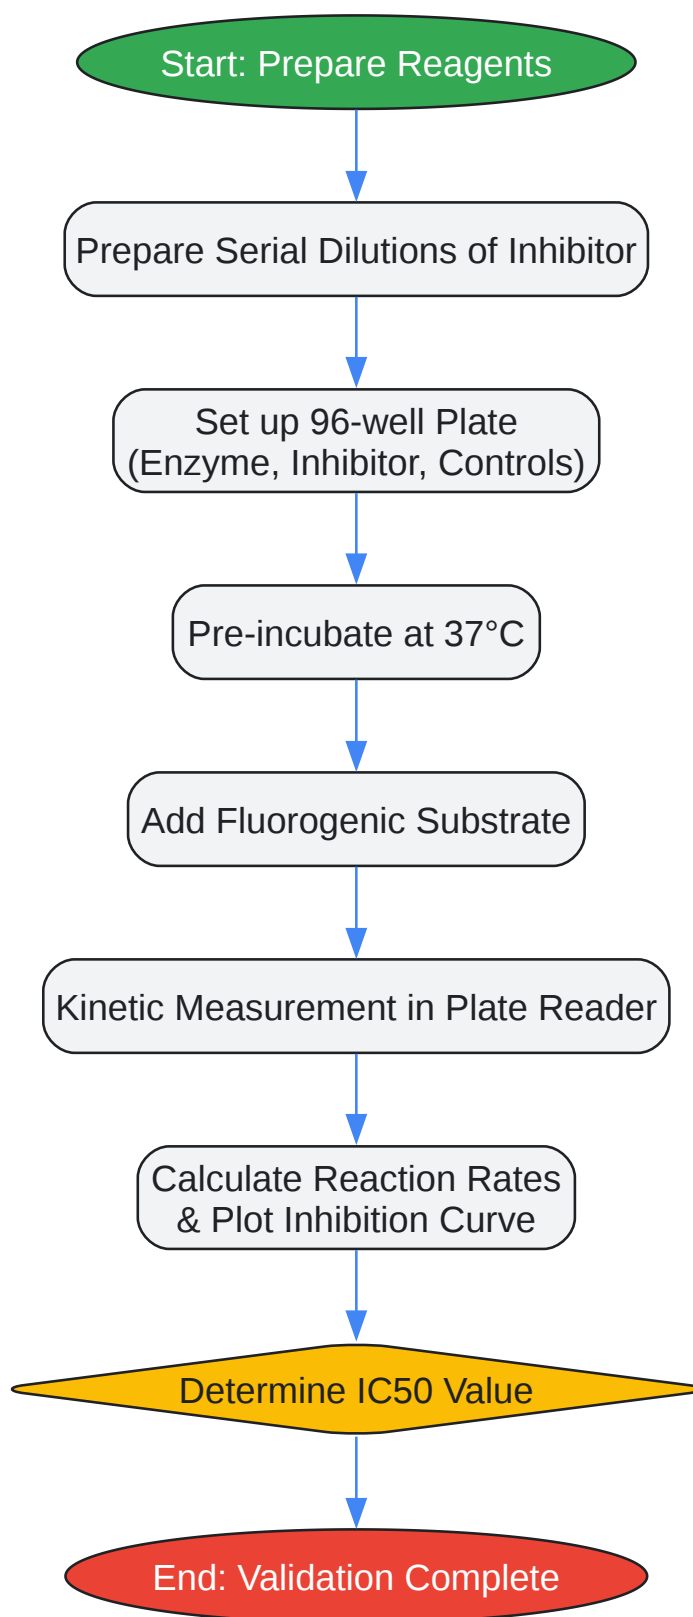 Start: Prepare Reagents
Prepare Serial Dilutions of Inhibitor
Set up 96-well Plate
(Enzyme, Inhibitor, Controls)
Pre-incubate at 37°C
Add Fluorogenic Substrate
Kinetic Measurement in Plate Reader
Calculate Reaction Rates
& Plot Inhibition Curve
Determine IC50 Value
End: Validation Complete